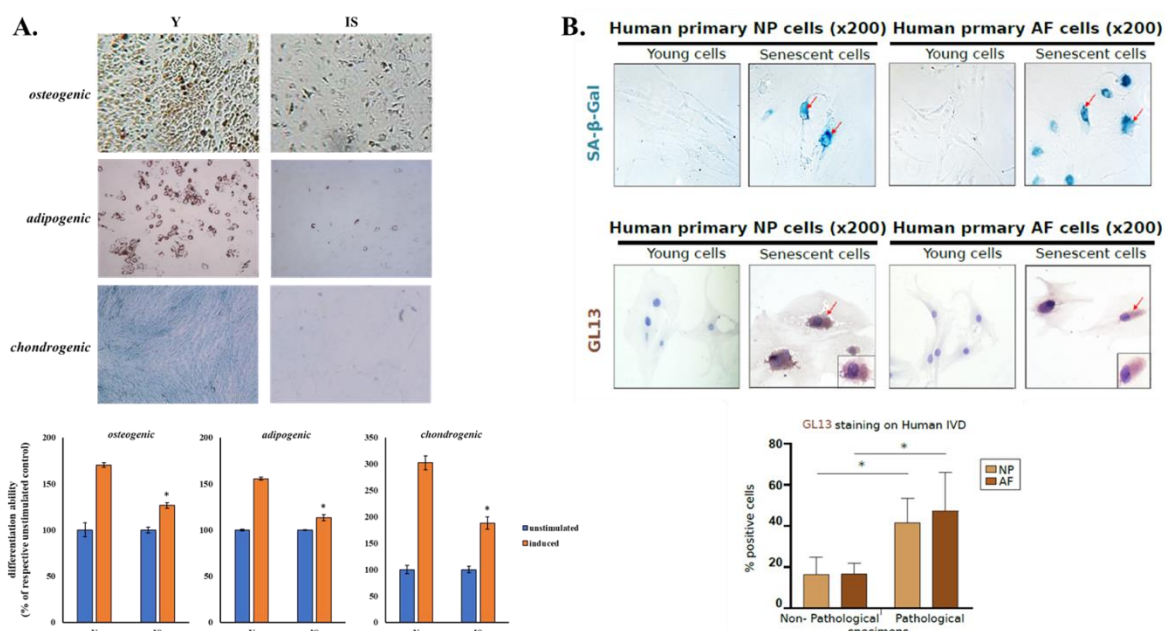 A.
Y IS
osteogenic
adipogenic
chondrogenic
osteogenic adipogenic chondrogenic
differentiation ability
(% of respective unstimulated control)
200
150
100
50
0
200
150
100
50
0
350
300
250
200
150
100
50
0
*
*
*
unstimulated
induced
B.
Human primary NP cells (x200) Human prmary AF cells (x200)
Young cells Senescent cells Young cells Senescent cells
SA-β-Gal
Human primary NP cells (x200) Human prmary AF cells (x200)
Young cells Senescent cells Young cells Senescent cells
GL13
GL13 staining on Human IVD
% positive cells
80
60
40
20
0
*
*
NP
AF
Non- Pathological Pathological
specimens